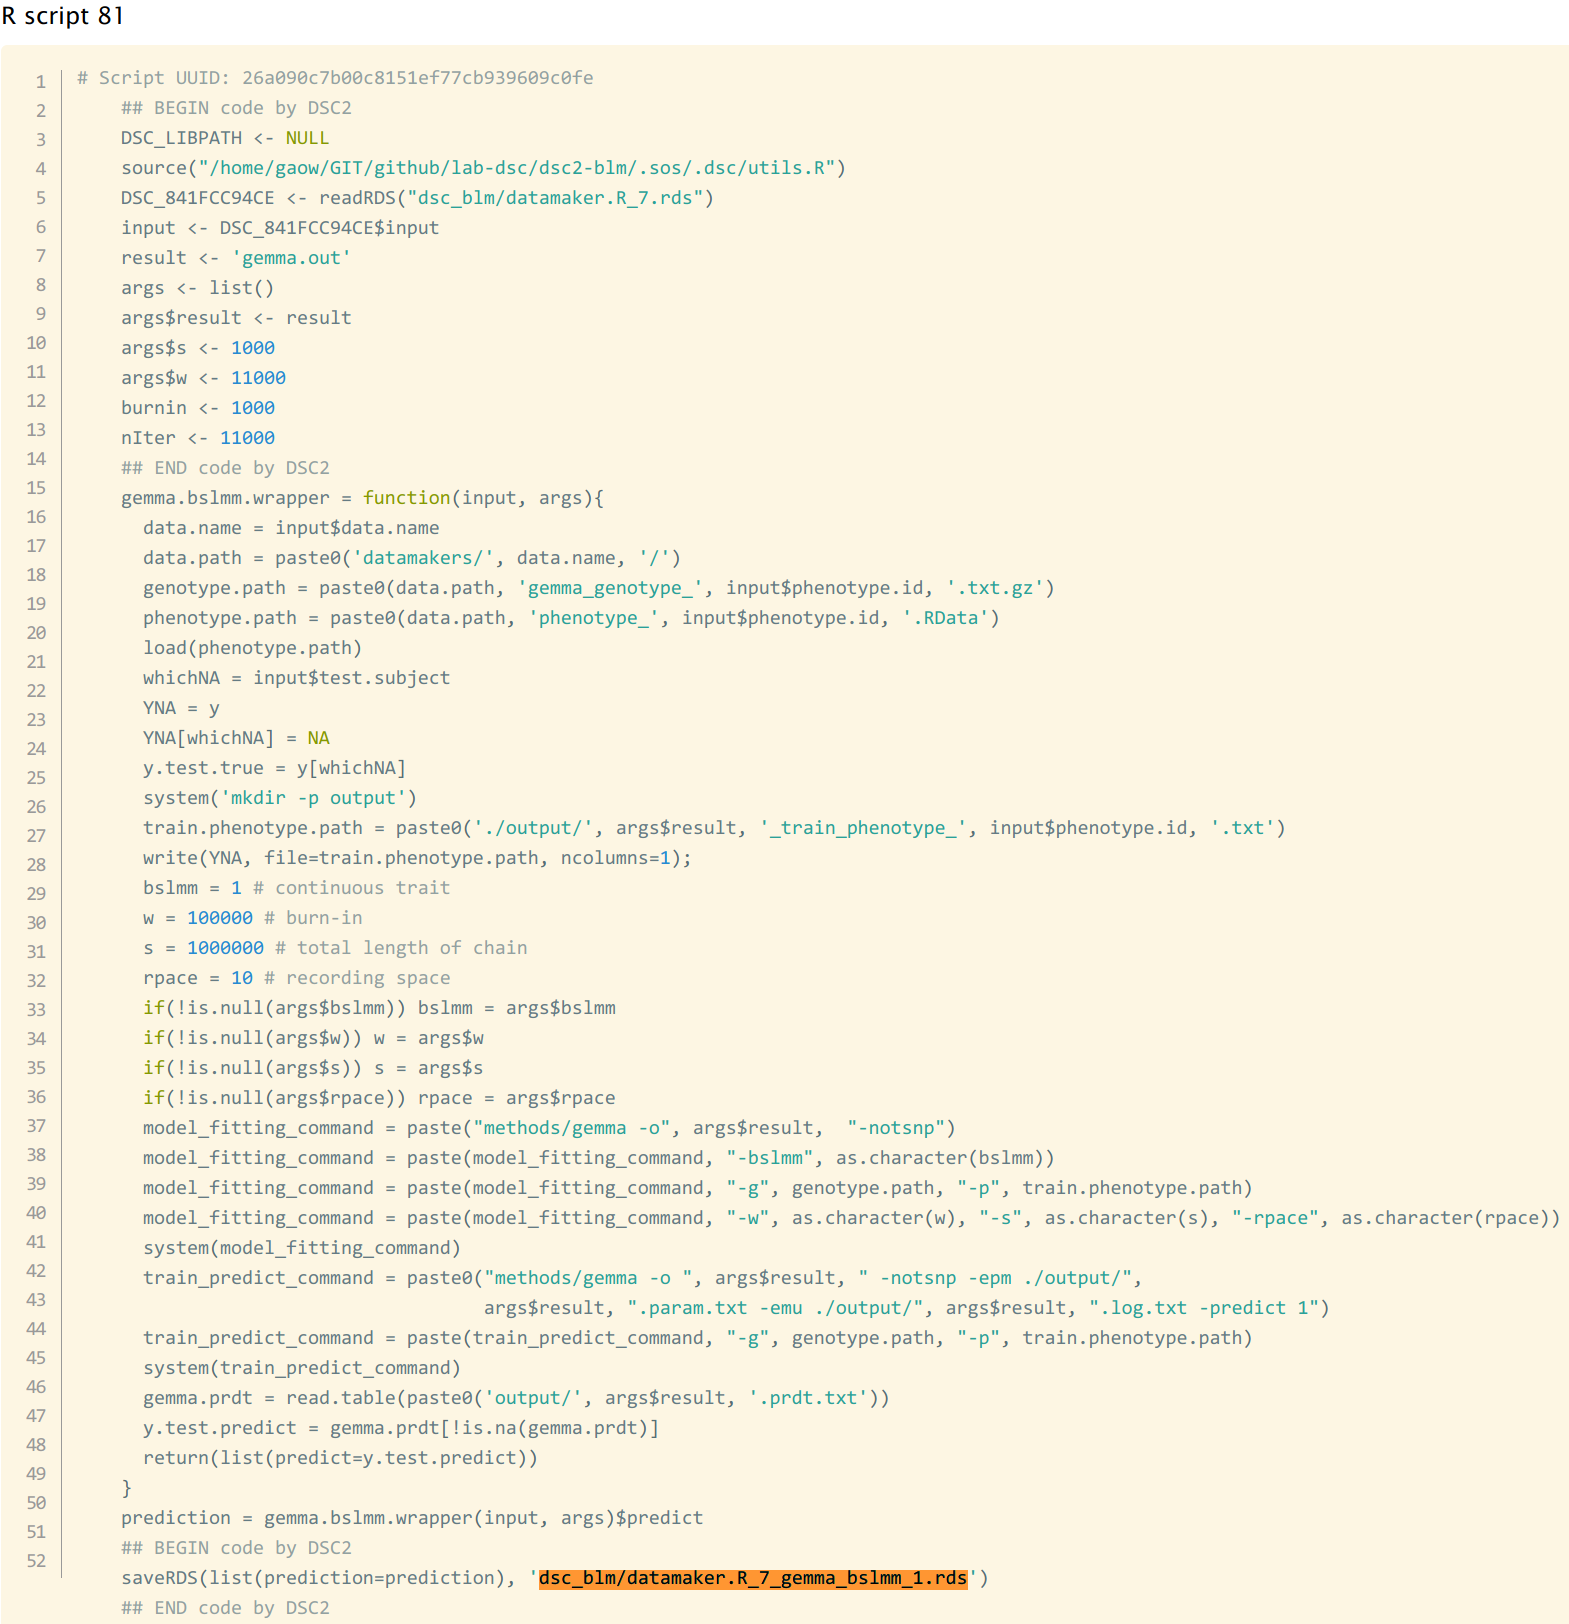 R script 81
1 # Script UUID: 26a090c7b00c8151ef77cb939609c0fe
2 ## BEGIN code by DSC2
3 DSC_LIBPATH <- NULL
4 source("/home/gaow/GIT/github/lab-dsc/dsc2-blm/.sos/.dsc/utils.R")
5 DSC_841FCC94CE <- readRDS("dsc_blm/datamaker.R_7.rds")
6 input <- DSC_841FCC94CE$input
7 result <- 'gemma.out'
8 args <- list()
9 args$result <- result
10 args$s <- 1000
11 args$w <- 11000
12 burnin <- 1000
13 nIter <- 11000
14 ## END code by DSC2
15 gemma.bslmm.wrapper = function(input, args){
16 data.name = input$data.name
17 data.path = paste0('datamakers/', data.name, '/')
18 genotype.path = paste0(data.path, 'gemma_genotype_', input$phenotype.id, '.txt.gz')
19 phenotype.path = paste0(data.path, 'phenotype_', input$phenotype.id, '.RData')
20 load(phenotype.path)
21 whichNA = input$test.subject
22 YNA = y
23 YNA[whichNA] = NA
24 y.test.true = y[whichNA]
25 system('mkdir -p output')
26 train.phenotype.path = paste0('./output/', args$result, '_train_phenotype_', input$phenotype.id, '.txt')
27 write(YNA, file=train.phenotype.path, ncolumns=1);
28 bslmm = 1 # continuous trait
29 w = 100000 # burn-in
30 s = 1000000 # total length of chain
31 rpace = 10 # recording space
32 if(!is.null(args$bslmm)) bslmm = args$bslmm
33 if(!is.null(args$w)) w = args$w
34 if(!is.null(args$s)) s = args$s
35 if(!is.null(args$rpace)) rpace = args$rpace
36 model_fitting_command = paste("methods/gemma -o", args$result,  "-notsnp")
37 model_fitting_command = paste(model_fitting_command, "-bslmm", as.character(bslmm))
38 model_fitting_command = paste(model_fitting_command, "-g", genotype.path, "-p", train.phenotype.path)
39 model_fitting_command = paste(model_fitting_command, "-w", as.character(w), "-s", as.character(s), "-rpace", as.character(rpace))
40 system(model_fitting_command)
41 train_predict_command = paste0("methods/gemma -o ", args$result, " -notsnp -epm ./output/",
42 args$result, ".param.txt -emu ./output/", args$result, ".log.txt -predict 1")
43 train_predict_command = paste(train_predict_command, "-g", genotype.path, "-p", train.phenotype.path)
44 system(train_predict_command)
45 gemma.prdt = read.table(paste0('output/', args$result, '.prdt.txt'))
46 y.test.predict = gemma.prdt[!is.na(gemma.prdt)]
47 return(list(predict=y.test.predict))
48 }
49 prediction = gemma.bslmm.wrapper(input, args)$predict
50 ## BEGIN code by DSC2
51 saveRDS(list(prediction=prediction), 'dsc_blm/datamaker.R_7_gemma_bslmm_1.rds')
52 ## END code by DSC2